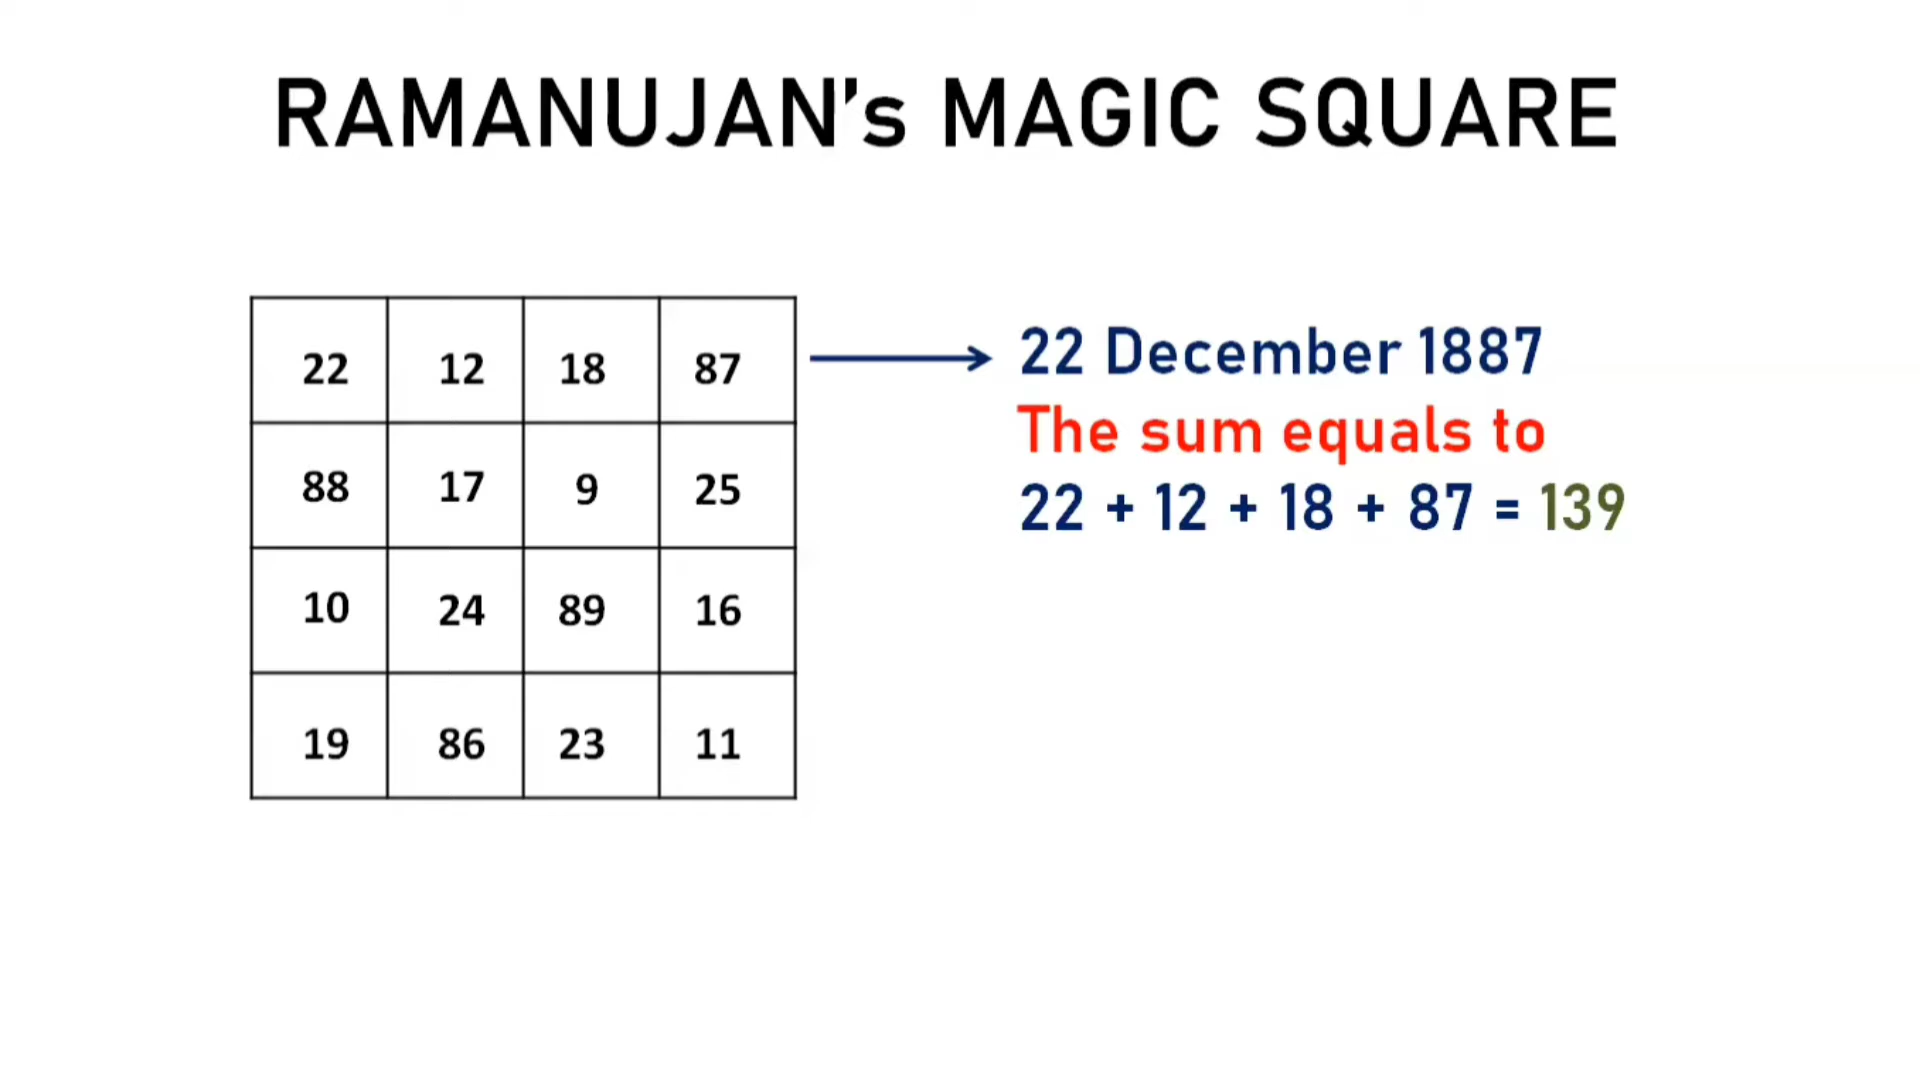 RAMANUJAN's MAGIC SQUARE
22 12 18 87
88 17 9 25
10 24 89 16
19 86 23 11
22 December 1887
The sum equals to
22 + 12 + 18 + 87 = 139